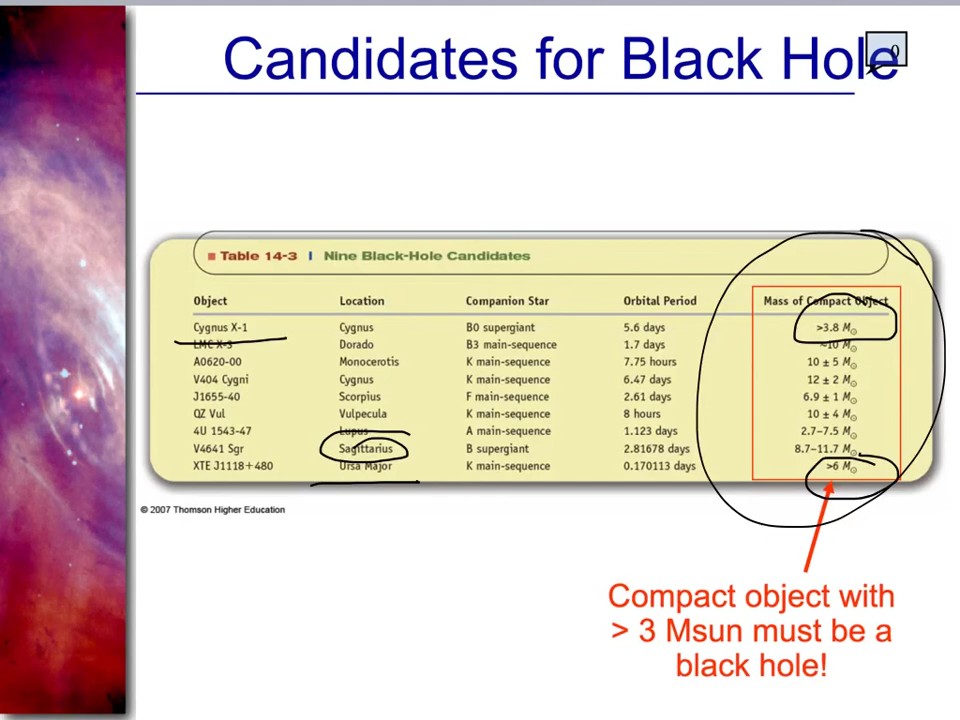 Candidates for Black Hole
0
Table 14-3 | Nine Black-Hole Candidates
Object Location Companion Star Orbital Period Mass of Compact Object
Cygnus X-1 Cygnus B0 supergiant 5.6 days >3.8 M☉
LMC X-3 Dorado B3 main-sequence 1.7 days ~10 M☉
A0620-00 Monocerotis K main-sequence 7.75 hours 10 ± 5 M☉
V404 Cygni Cygnus K main-sequence 6.47 days 12 ± 2 M☉
J1655-40 Scorpius F main-sequence 2.61 days 6.9 ± 1 M☉
QZ Vul Vulpecula K main-sequence 8 hours 10 ± 4 M☉
4U 1543-47 Lupus A main-sequence 1.123 days 2.7–7.5 M☉
V4641 Sgr Sagittarius B supergiant 2.81678 days 8.7–11.7 M☉
XTE J1118+480 Ursa Major K main-sequence 0.170113 days >6 M☉
© 2007 Thomson Higher Education
Compact object with
> 3 Msun must be a
black hole!